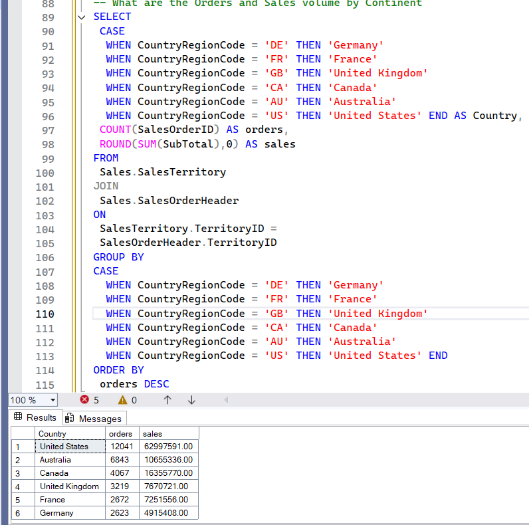 88 -- What are the Orders and Sales volume by Continent
89 SELECT
90 CASE
91 WHEN CountryRegionCode = 'DE' THEN 'Germany'
92 WHEN CountryRegionCode = 'FR' THEN 'France'
93 WHEN CountryRegionCode = 'GB' THEN 'United Kingdom'
94 WHEN CountryRegionCode = 'CA' THEN 'Canada'
95 WHEN CountryRegionCode = 'AU' THEN 'Australia'
96 WHEN CountryRegionCode = 'US' THEN 'United States' END AS Country,
97 COUNT(SalesOrderID) AS orders,
98 ROUND(SUM(SubTotal),0) AS sales
99 FROM
100 Sales.SalesTerritory
101 JOIN
102 Sales.SalesOrderHeader
103 ON
104 SalesTerritory.TerritoryID =
105 SalesOrderHeader.TerritoryID
106 GROUP BY
107 CASE
108 WHEN CountryRegionCode = 'DE' THEN 'Germany'
109 WHEN CountryRegionCode = 'FR' THEN 'France'
110 WHEN CountryRegionCode = 'GB' THEN 'United Kingdom'
111 WHEN CountryRegionCode = 'CA' THEN 'Canada'
112 WHEN CountryRegionCode = 'AU' THEN 'Australia'
113 WHEN CountryRegionCode = 'US' THEN 'United States' END
114 ORDER BY
115 orders DESC
100 % 5 0
Results Messages
Country orders sales
1 United States 12041 62997591.00
2 Australia 6843 10655336.00
3 Canada 4067 16355770.00
4 United Kingdom 3219 7670721.00
5 France 2672 7251556.00
6 Germany 2623 4915408.00